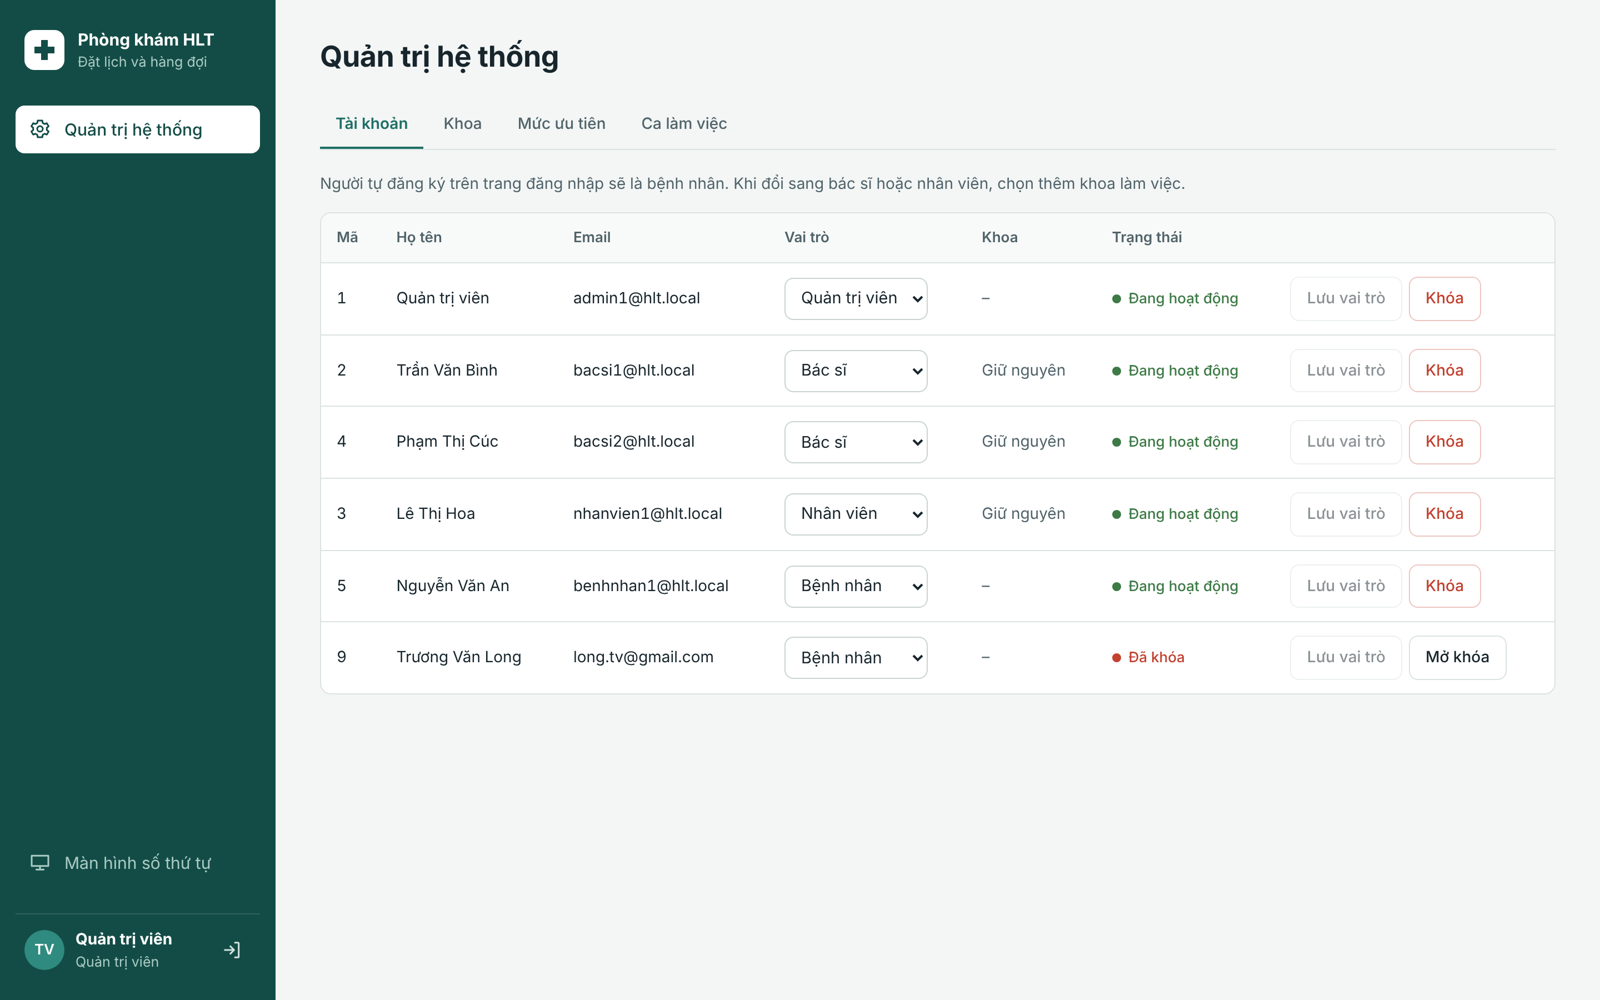 Phòng khám HLT
Đặt lịch và hàng đợi
Quản trị hệ thống
Màn hình số thứ tự
TV
Quản trị viên
Quản trị viên
Quản trị hệ thống
Tài khoản Khoa Mức ưu tiên Ca làm việc
Người tự đăng ký trên trang đăng nhập sẽ là bệnh nhân. Khi đổi sang bác sĩ hoặc nhân viên, chọn thêm khoa làm việc.
Mã Họ tên Email Vai trò Khoa Trạng thái
1 Quản trị viên admin1@hlt.local Quản trị viên – Đang hoạt động Lưu vai trò Khóa
2 Trần Văn Bình bacsi1@hlt.local Bác sĩ Giữ nguyên Đang hoạt động Lưu vai trò Khóa
4 Phạm Thị Cúc bacsi2@hlt.local Bác sĩ Giữ nguyên Đang hoạt động Lưu vai trò Khóa
3 Lê Thị Hoa nhanvien1@hlt.local Nhân viên Giữ nguyên Đang hoạt động Lưu vai trò Khóa
5 Nguyễn Văn An benhnhan1@hlt.local Bệnh nhân – Đang hoạt động Lưu vai trò Khóa
9 Trương Văn Long long.tv@gmail.com Bệnh nhân – Đã khóa Lưu vai trò Mở khóa